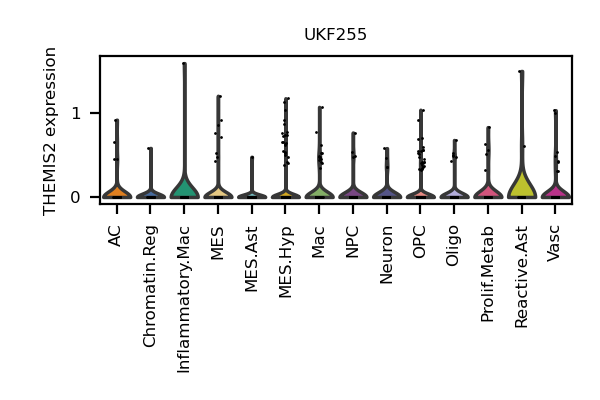 UKF255
THEMIS2 expression
1
0
AC
Chromatin.Reg
Inflammatory.Mac
MES
MES.Ast
MES.Hyp
Mac
NPC
Neuron
OPC
Oligo
Prolif.Metab
Reactive.Ast
Vasc